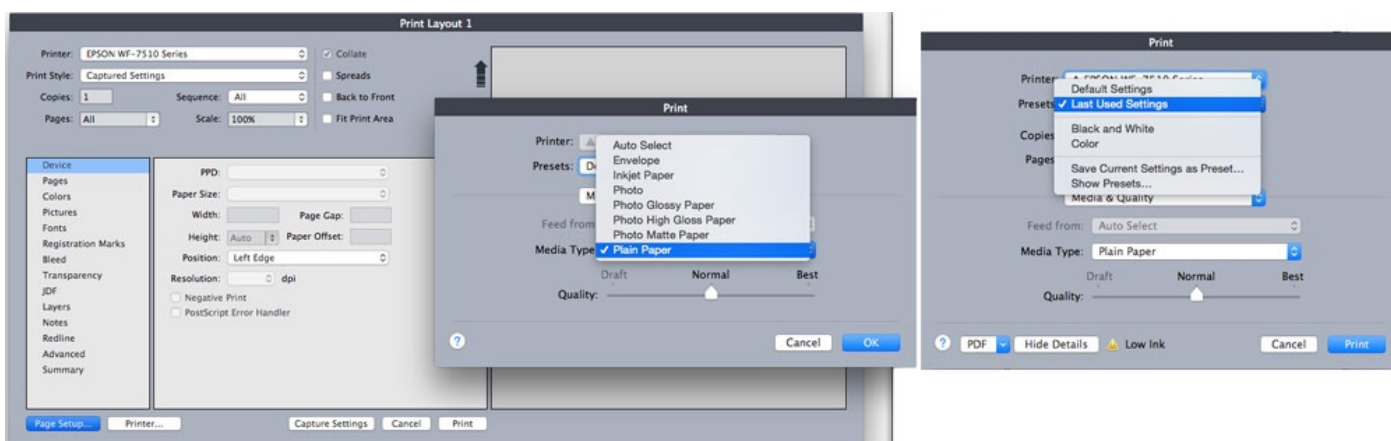 Print Layout 1
Printer: EPSON WF-7510 Series
Collate
Print Style: Captured Settings
Spreads
Copies: 1 Sequence: All
Back to Front
Pages: All Scale: 100%
Fit Print Area
Device
Pages
Colors
Pictures
Fonts
Registration Marks
Bleed
Transparency
JDF
Layers
Notes
Redline
Advanced
Summary
PPD:
Paper Size:
Width: Page Gap:
Height: Auto Paper Offset:
Position: Left Edge
Resolution: dpi
Negative Print
PostScript Error Handler
Page Setup... Printer... Capture Settings Cancel Print
Print
Printer:
Presets:
Feed from
Media Type
Auto Select
Envelope
Inkjet Paper
Photo
Photo Glossy Paper
Photo High Gloss Paper
Photo Matte Paper
✓ Plain Paper
Draft Normal Best
Quality:
? Cancel OK
Print
Printer EPSON WF-7510 Series
Presets
Copies
Pages
Default Settings
✓ Last Used Settings
Black and White
Color
Save Current Settings as Preset...
Show Presets...
Media & Quality
Feed from: Auto Select
Media Type: Plain Paper
Draft Normal Best
Quality:
? PDF Hide Details Low Ink Cancel Print